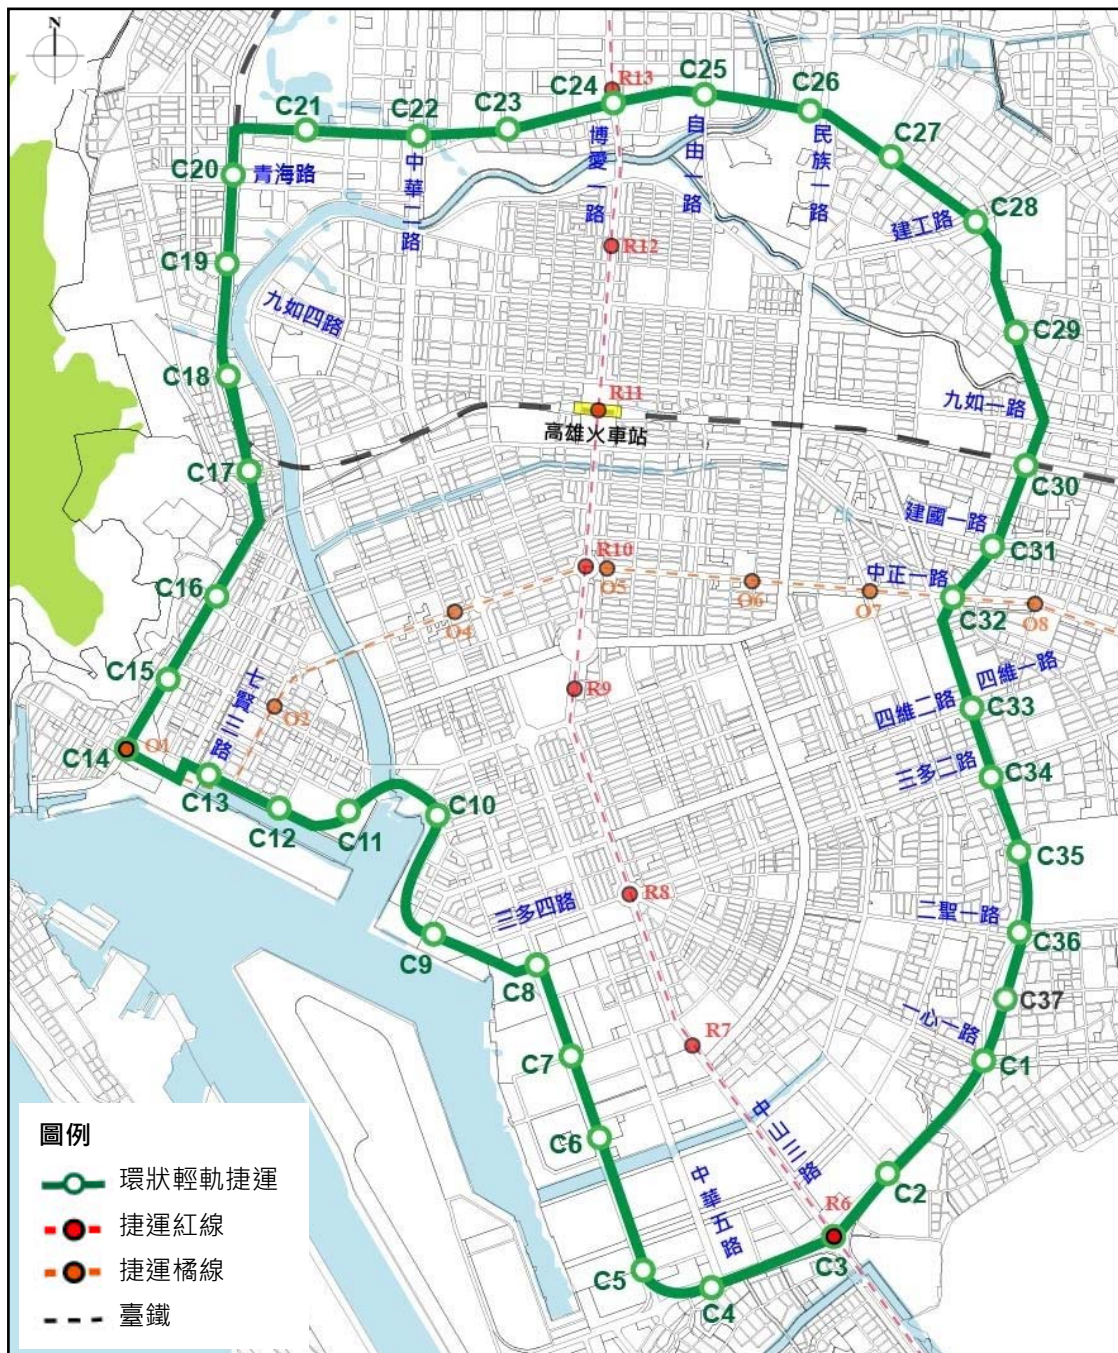 N
R13
C24
C25
C26
C21
C22
C23
C27
C20
青海路
中華二路
博愛一路
自由一路
民族一路
C28
建工路
R12
C19
九如四路
C29
C18
R11
九如一路
高雄火車站
C30
C17
建國一路
C31
R10
O5
O6
中正一路
O7
C16
O4
C32
O8
C15
七賢三路
O2
R9
四維一路
四維二路
C33
C14
O1
三多二路
C34
C13
C12
C11
C10
C35
R8
三多四路
二聖一路
C9
C36
C8
C37
一心一路
R7
C7
C1
中山三路
C6
C2
中華五路
R6
C3
C5
C4
圖例
環狀輕軌捷運
捷運紅線
捷運橘線
臺鐵